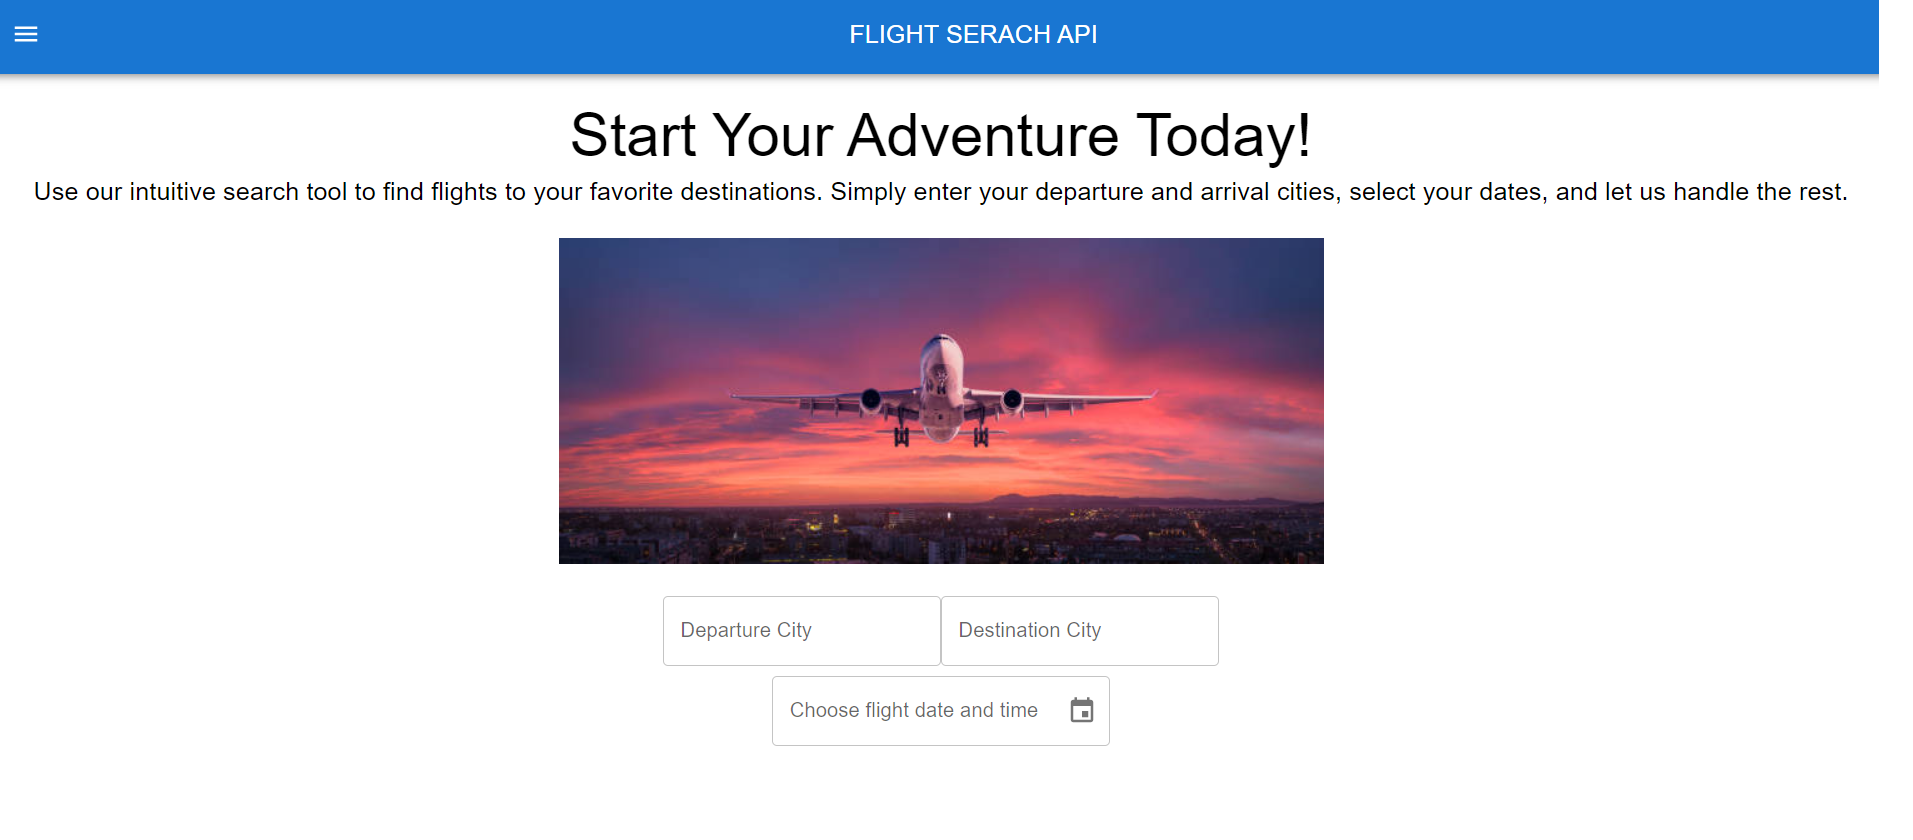 FLIGHT SERACH API
Start Your Adventure Today!
Use our intuitive search tool to find flights to your favorite destinations. Simply enter your departure and arrival cities, select your dates, and let us handle the rest.
Departure City
Destination City
Choose flight date and time